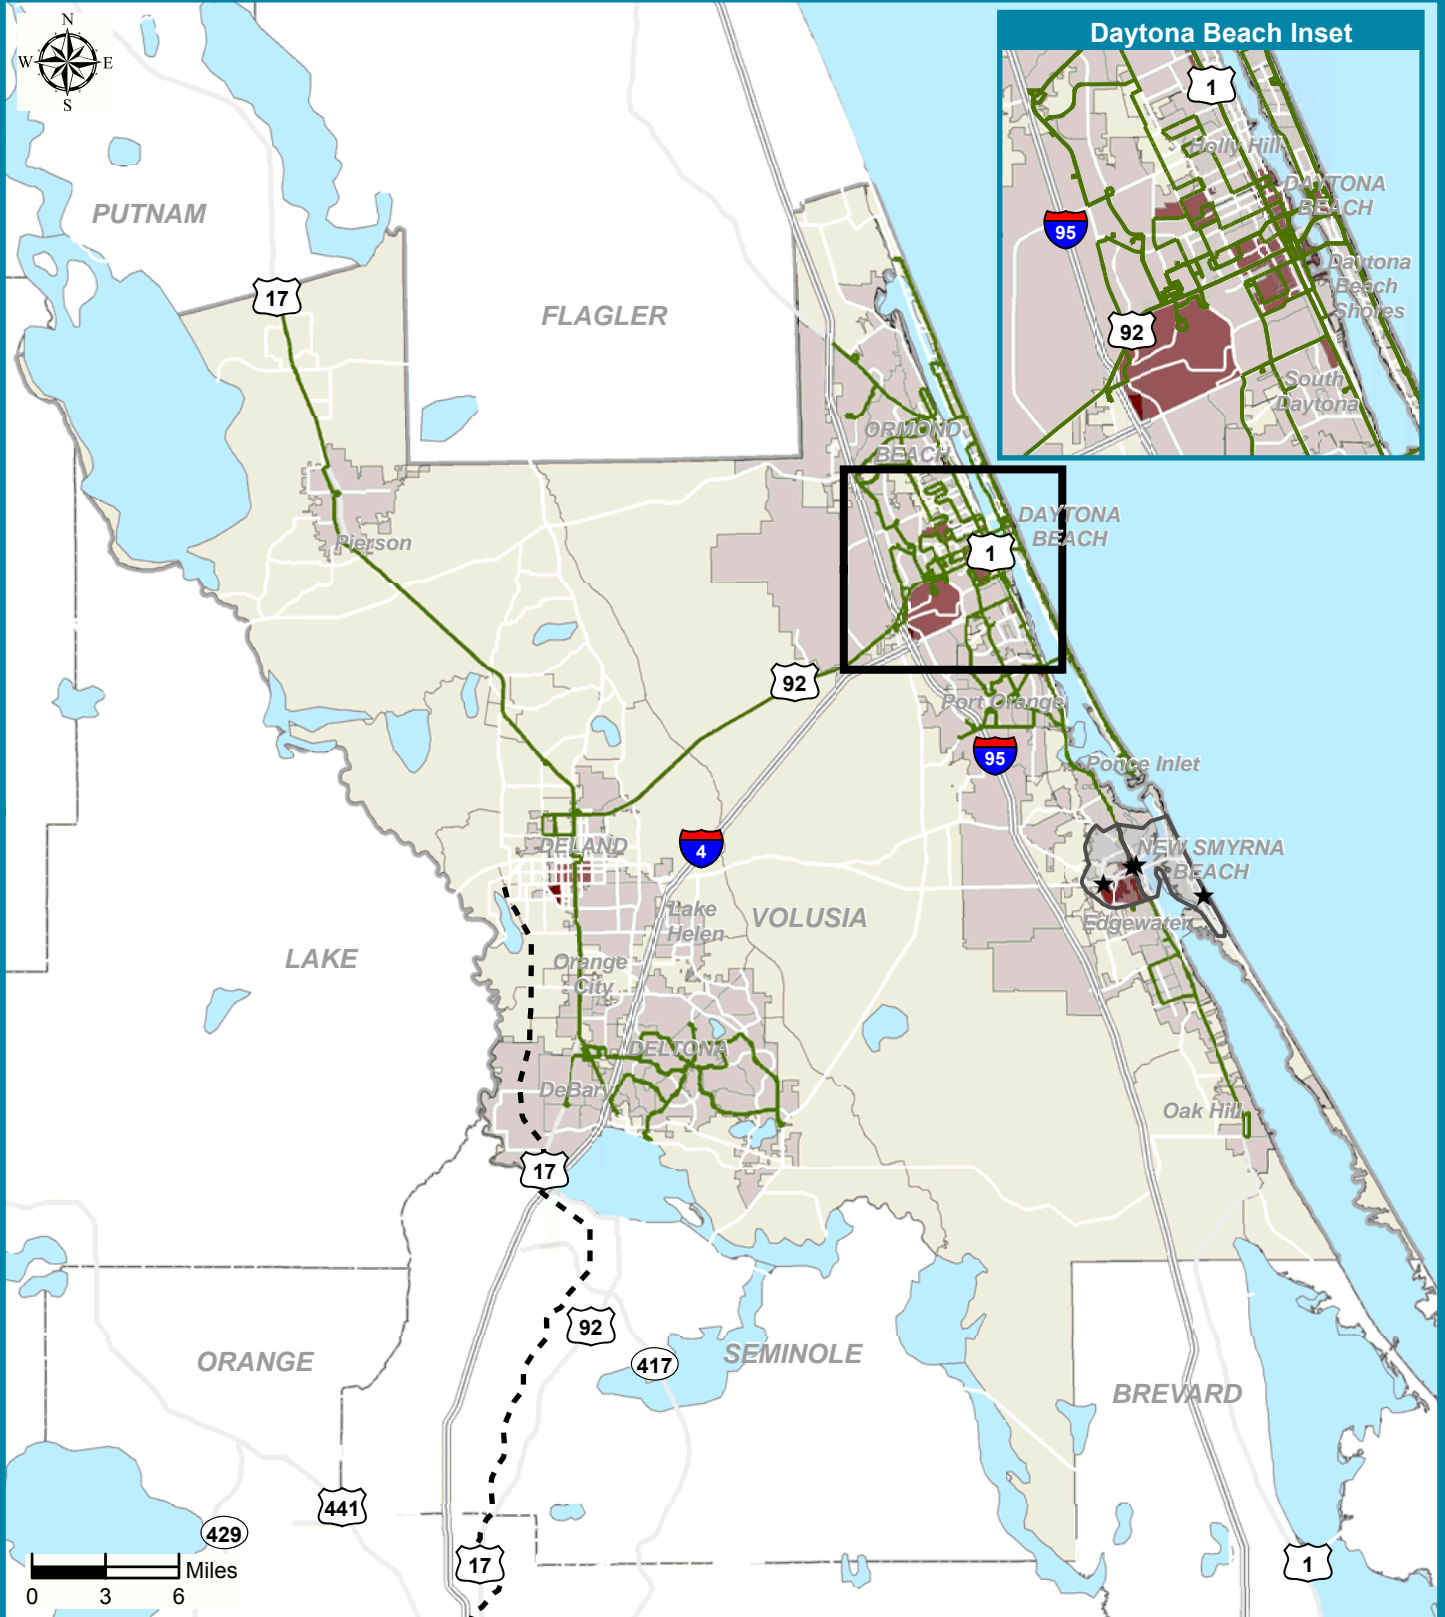 N
W E
S
Daytona Beach Inset
1
Holly Hill
DAYTONA
BEACH
95
Daytona
Beach
Shores
92
South
Daytona
PUTNAM
17
FLAGLER
ORMOND
BEACH
DAYTONA
BEACH
1
Pierson
92
Port Orange
95
Ponce Inlet
DELAND
4
NEW SMYRNA
BEACH
Lake
Helen
VOLUSIA
Edgewater
LAKE
Orange
City
DELTONA
DeBary
Oak Hill
17
92
ORANGE
417
SEMINOLE
BREVARD
441
429
17
1
Miles
0 3 6